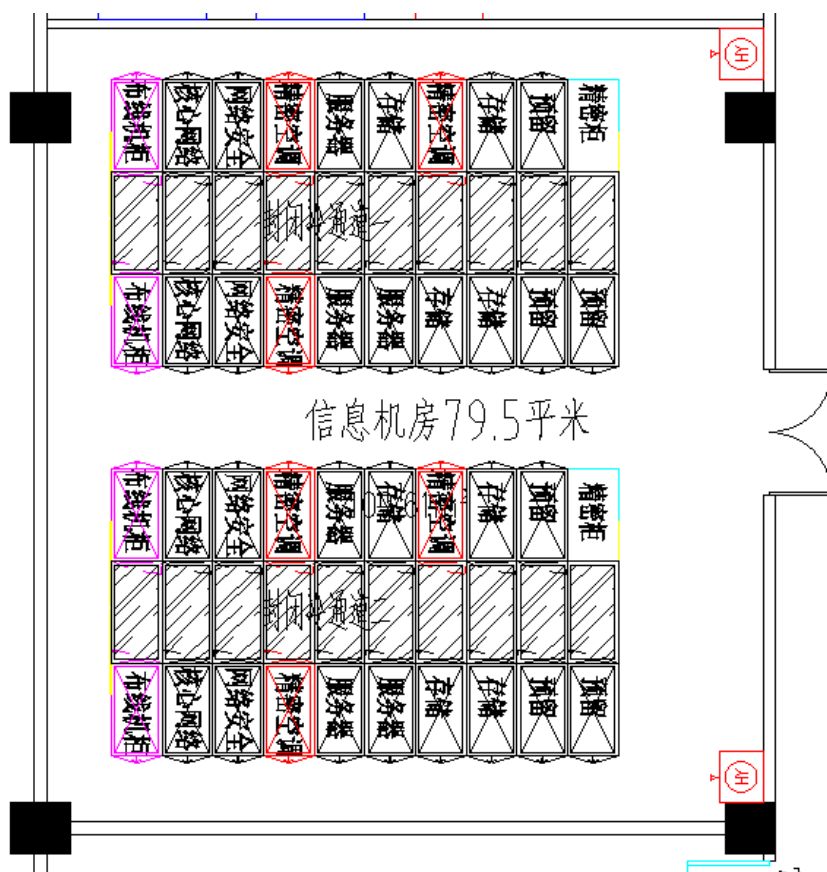 HY
布线机柜 核心网络 网络安全 精密空调 服务器 存储 精密空调 存储 预留 精密柜
封闭冷通道一
布线机柜 核心网络 网络安全 精密空调 服务器 服务器 存储 存储 预留 预留
信息机房79.5平米
布线机柜 核心网络 网络安全 精密空调 服务器 存储 精密空调 存储 预留 精密柜
封闭冷通道二
布线机柜 核心网络 网络安全 精密空调 服务器 服务器 存储 存储 预留 预留
HY